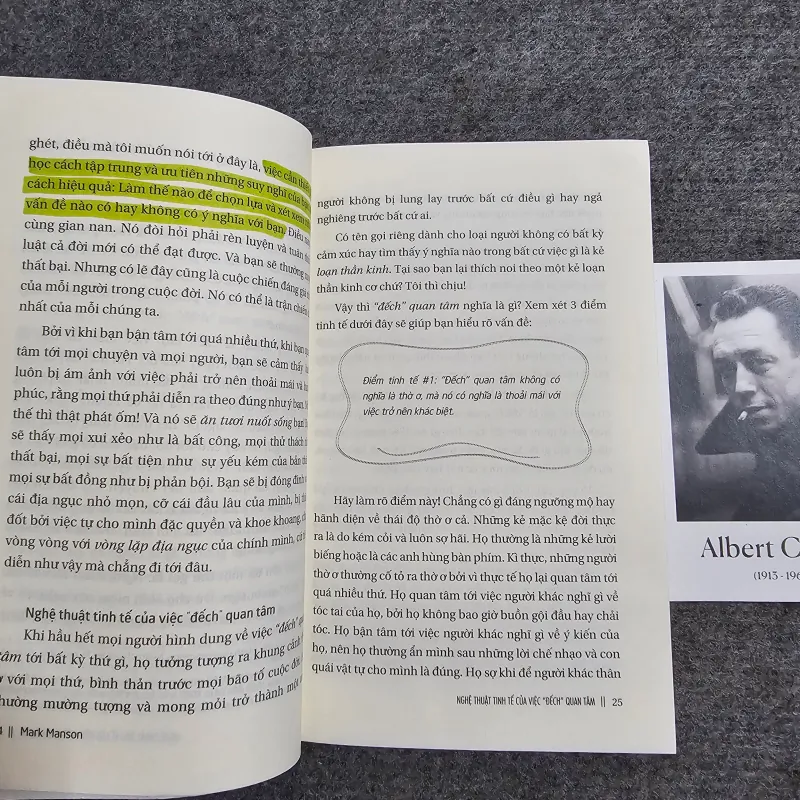 ghét, điều mà tôi muốn nói tới ở đây là, việc cần
học cách tập trung và ưu tiên những suy nghĩ của
cách hiệu quả: Làm thế nào để chọn lựa và xét xem
vấn đề nào có hay không có ý nghĩa với bạn. Điều
cùng gian nan. Nó đòi hỏi phải rèn luyện và tuân
luật cả đời mới có thể đạt được. Và bạn sẽ thường
thất bại. Nhưng có lẽ đây cũng là cuộc chiến đáng
của mỗi người trong cuộc đời. Nó có thể là trận chiến
nhất của mỗi chúng ta.
Bởi vì khi bạn bận tâm tới quá nhiều thứ, khi bạn
tâm tới mọi chuyện và mọi người, bạn sẽ cảm thấy
luôn bị ám ảnh với việc phải trở nên thoải mái và
phúc, rằng mọi thứ phải diễn ra theo đúng như ý bạn.
thế thì thật phát ốm! Và nó sẽ ăn tươi nuốt sống bạn
sẽ thấy mọi xui xẻo như là bất công, mọi thử thách
thất bại, mọi sự bất tiện như sự yếu kém của bản
mọi sự bất đồng như bị phản bội. Bạn sẽ bị đóng đinh
cái địa ngục nhỏ mọn, cỡ cái đầu lâu của mình, bị
đốt bởi việc tự cho mình đặc quyền và khoe khoang,
vòng vòng với vòng lặp địa ngục của chính mình, cứ
diễn như vậy mà chẳng đi tới đâu.
Nghệ thuật tinh tế của việc "đếch" quan tâm
Khi hầu hết mọi người hình dung về việc "đếch"
tâm tới bất kỳ thứ gì, họ tưởng tượng ra khung cảnh
với mọi thứ, bình thản trước mọi bão tố cuộc
mường tượng và mong mỏi trở thành một
|| Mark Manson
người không bị lung lay trước bất cứ điều gì hay ngả
nghiêng trước bất cứ ai.
Có tên gọi riêng dành cho loại người không có bất kỳ
cảm xúc hay tìm thấy ý nghĩa nào trong bất cứ việc gì là kẻ
loạn thần kinh. Tại sao bạn lại thích noi theo một kẻ loạn
thần kinh cơ chứ? Tôi thì chịu!
Vậy thì "đếch" quan tâm nghĩa là gì? Xem xét 3 điểm
tinh tế dưới đây sẽ giúp bạn hiểu rõ vấn đề:
Điểm tinh tế #1: "Đếch" quan tâm không có
nghĩa là thờ ơ, mà nó có nghĩa là thoải mái với
việc trở nên khác biệt.
Hãy làm rõ điểm này! Chẳng có gì đáng ngưỡng mộ hay
hãnh diện về thái độ thờ ơ cả. Những kẻ mặc kệ đời thực
ra là do kém cỏi và luôn sợ hãi. Họ thường là những kẻ lười
biếng hoặc là các anh hùng bàn phím. Kì thực, những người
thờ ơ thường cố tỏ ra thờ ơ bởi vì thực tế họ lại quan tâm tới
quá nhiều thứ. Họ quan tâm tới việc người khác nghĩ gì về
tóc tai của họ, bởi họ không bao giờ buồn gội đầu hay chải
tóc. Họ bận tâm tới việc người khác nghĩ gì về ý kiến của
họ, nên họ thường ẩn mình sau những lời chế nhạo và con
quái vật tự cho mình là đúng. Họ sợ khi để người khác thân
NGHỆ THUẬT TINH TẾ CỦA VIỆC "ĐẾCH" QUAN TÂM || 25
Albert C
(1913 - 196